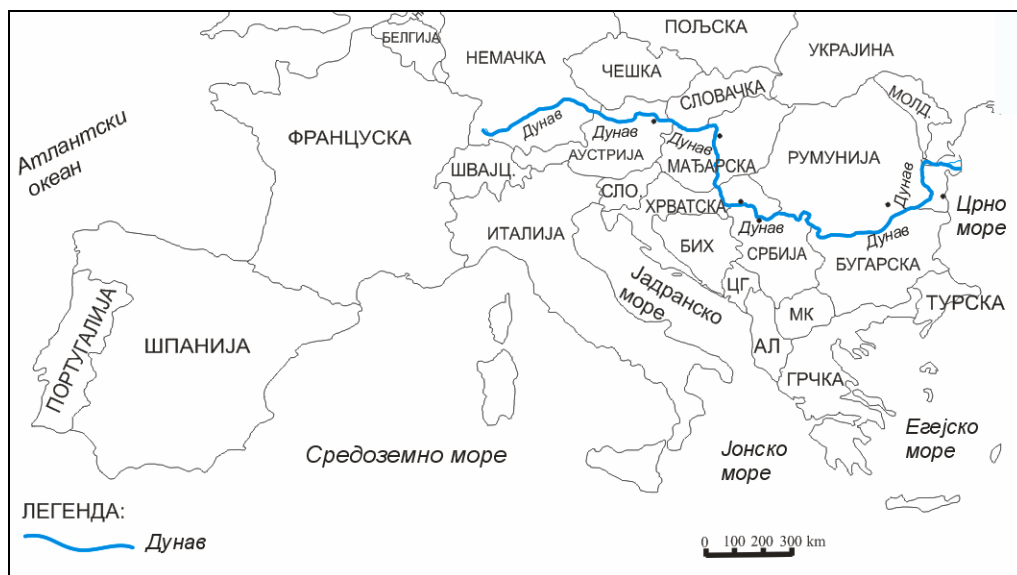 БЕЛГИЈА
НЕМАЧКА
ПОЉСКА
УКРАЈИНА
ЧЕШКА
СЛОВАЧКА
МОЛД.
Атлантски
океан
ФРАНЦУСКА
Дунав
Дунав
Дунав
АУСТРИЈА
МАЂАРСКА
РУМУНИЈА
Дунав
ШВАЈЦ.
СЛО.
ХРВАТСКА
Црно
море
ИТАЛИЈА
БИХ
Дунав
СРБИЈА
Дунав
БУГАРСКА
ЦГ
Јадранско
море
МК
ТУРСКА
ПОРТУГАЛИЈА
ШПАНИЈА
АЛ
ГРЧКА
Средоземно море
Јонско
море
Егејско
море
ЛЕГЕНДА:
Дунав
0 100 200 300 km